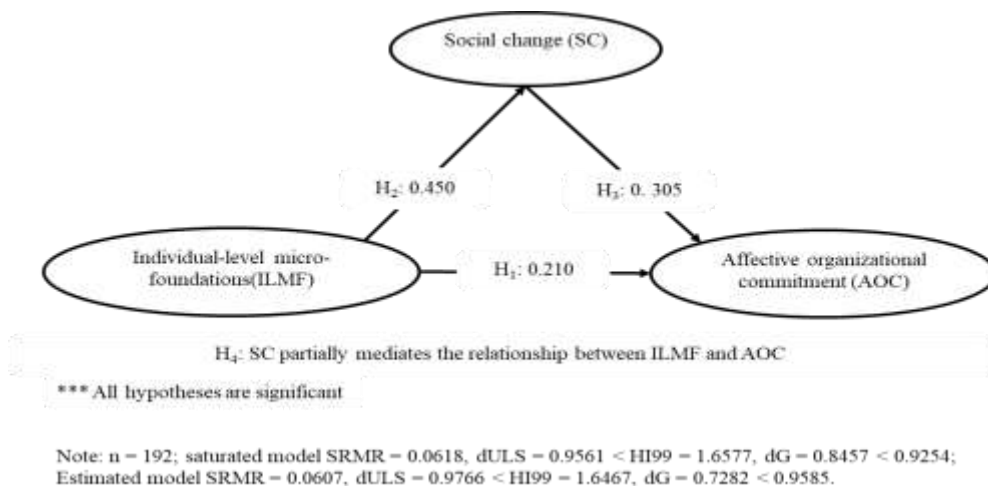 Social change (SC)
H₂: 0.450
H₃: 0. 305
Individual-level micro-
foundations(ILMF)
H₁: 0.210
Affective organizational
commitment (AOC)
H₄: SC partially mediates the relationship between ILMF and AOC
*** All hypotheses are significant
Note: n = 192; saturated model SRMR = 0.0618, dULS = 0.9561 < HI99 = 1.6577, dG = 0.8457 < 0.9254;
Estimated model SRMR = 0.0607, dULS = 0.9766 < HI99 = 1.6467, dG = 0.7282 < 0.9585.